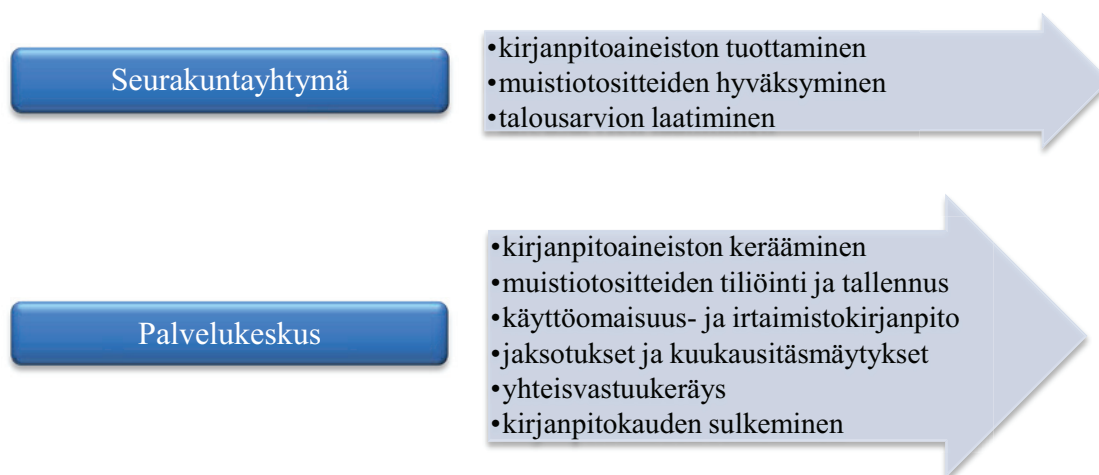 Seurakuntayhtymä
•kirjanpitoaineiston tuottaminen
•muistiotositteiden hyväksyminen
•talousarvion laatiminen
Palvelukeskus
•kirjanpitoaineiston kerääminen
•muistiotositteiden tiliöinti ja tallennus
•käyttöomaisuus- ja irtaimistokirjanpito
•jaksotukset ja kuukausitäsmäytykset
•yhteisvastuukeräys
•kirjanpitokauden sulkeminen